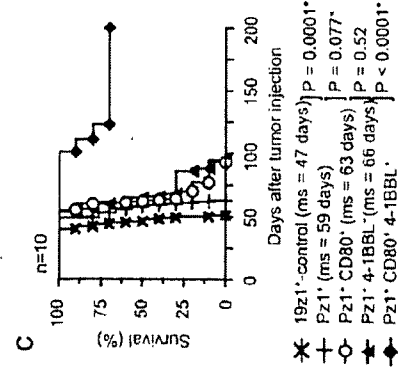 C
n=10
100
75
50
25
0
Survival (%)
0
50
100
150
200
Days after tumor injection
19z1⁺-control (ms = 47 days)
Pz1⁺ (ms = 59 days)
Pz1⁺ CD80⁺ (ms = 63 days)
Pz1⁺ 4-1BBL⁺ (ms = 66 days)
Pz1⁺ CD80⁺ 4-1BBL⁺
P = 0.0001*
P = 0.077*
P = 0.52
P < 0.0001*